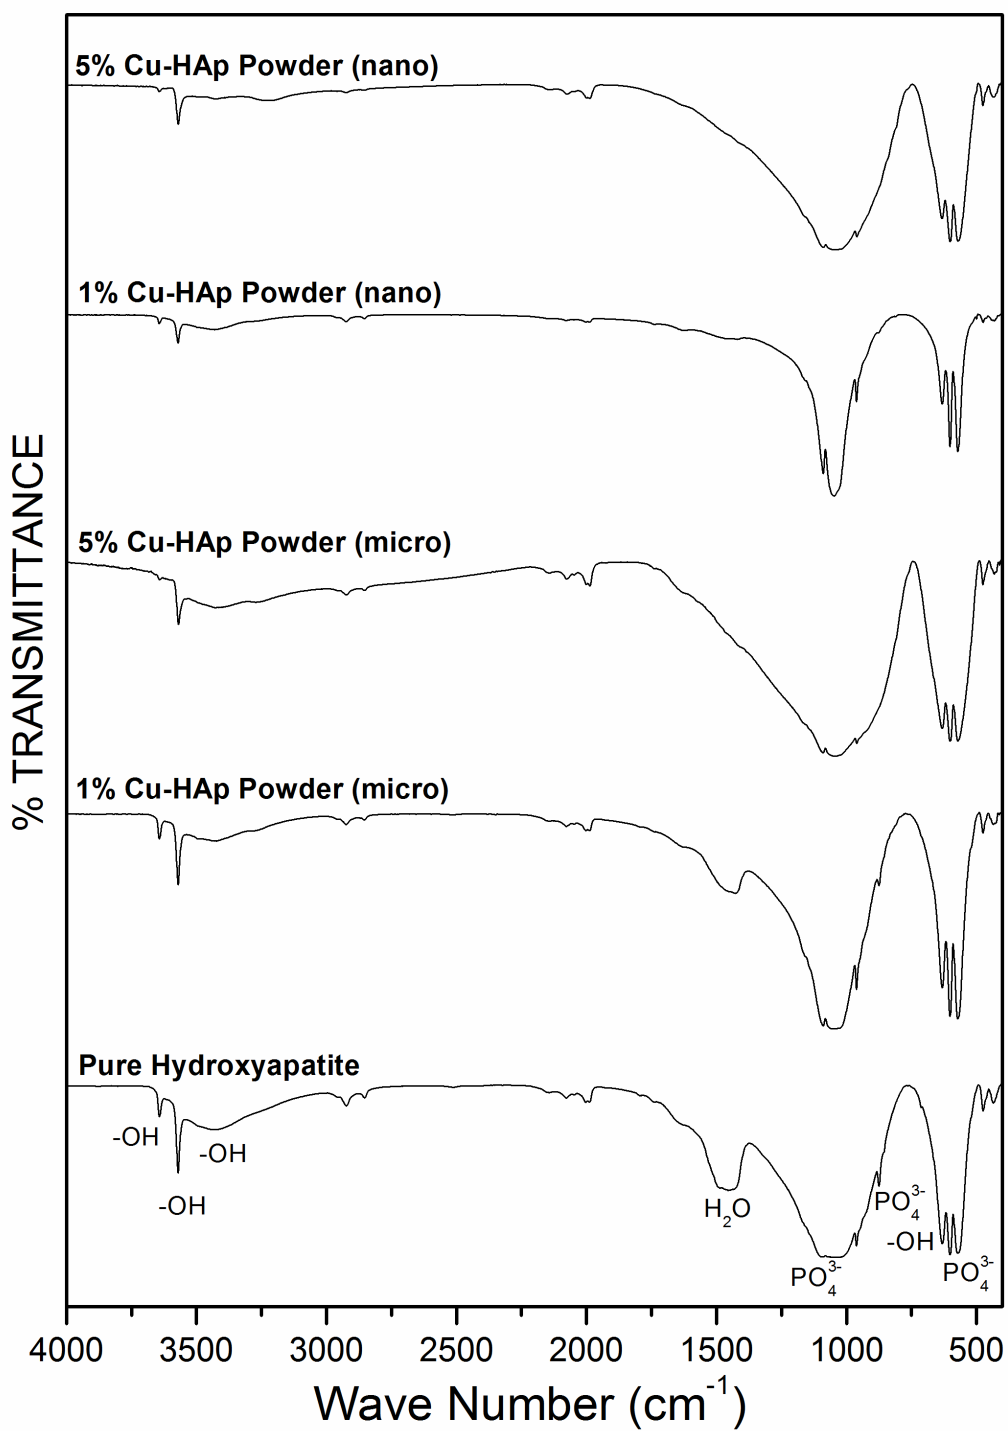 5% Cu-HAp Powder (nano)
1% Cu-HAp Powder (nano)
5% Cu-HAp Powder (micro)
1% Cu-HAp Powder (micro)
Pure Hydroxyapatite
-OH
-OH
-OH
H₂O
PO₄³⁻
PO₄³⁻
-OH
PO₄³⁻
% TRANSMITTANCE
4000 3500 3000 2500 2000 1500 1000 500
Wave Number (cm⁻¹)